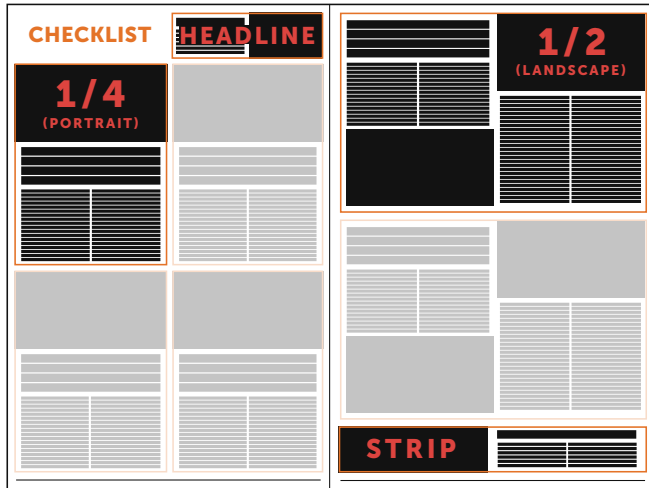 CHECKLIST
HEADLINE
1/4
(PORTRAIT)
1/2
(LANDSCAPE)
STRIP